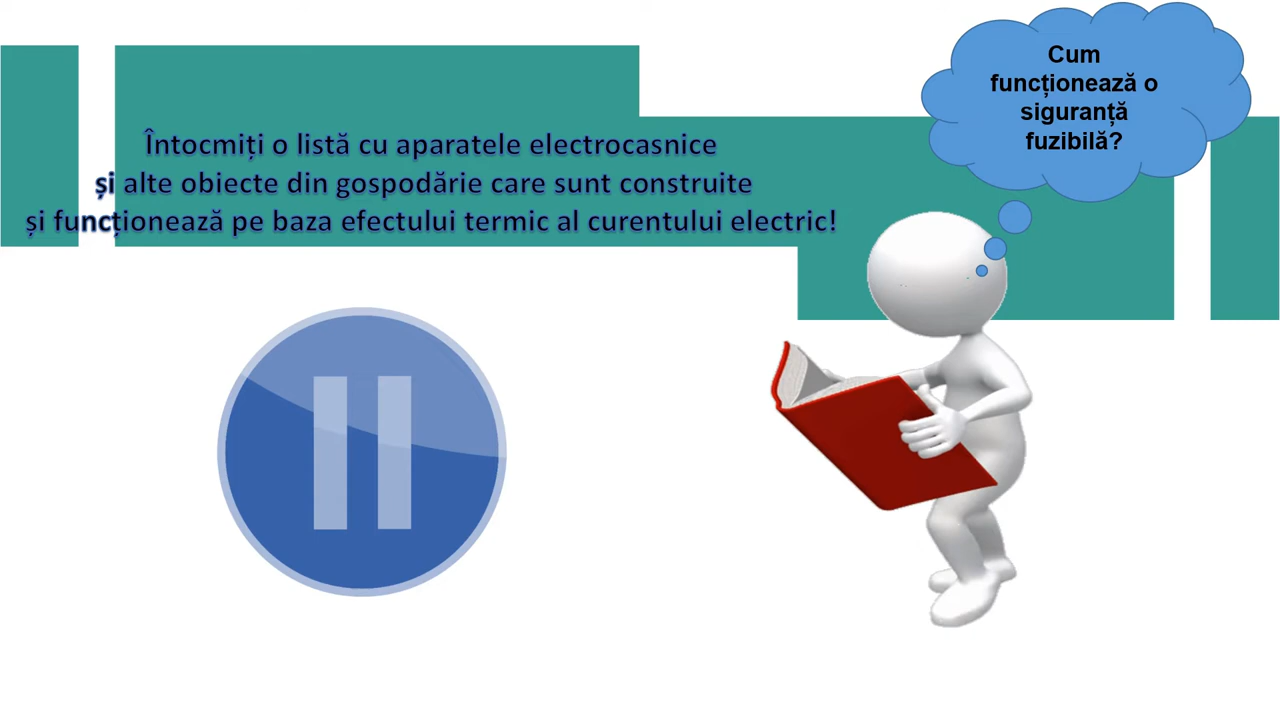 Întocmiți o listă cu aparatele electrocasnice
și alte obiecte din gospodărie care sunt construite
și funcționează pe baza efectului termic al curentului electric!
Cum
funcționează o
siguranță
fuzibilă?